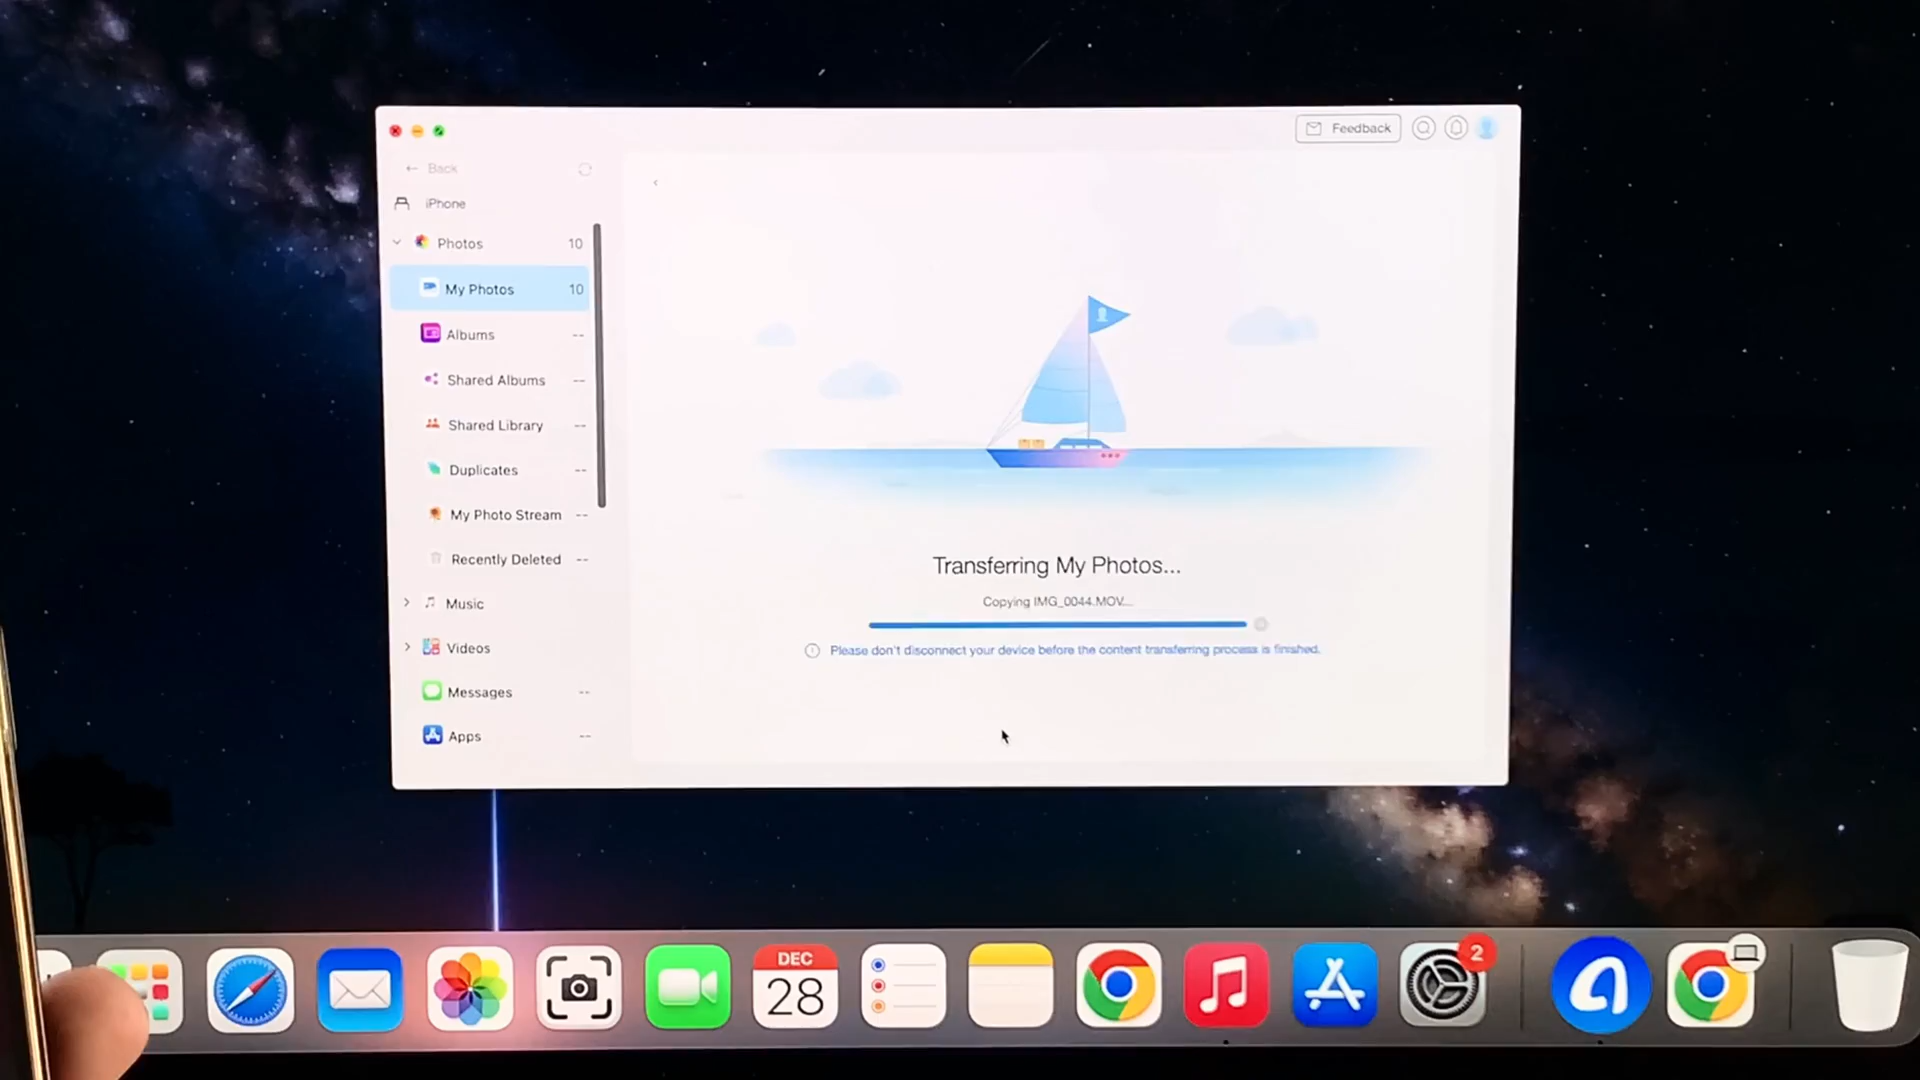 Feedback
Back
iPhone
Photos 10
My Photos 10
Albums --
Shared Albums --
Shared Library --
Duplicates --
My Photo Stream --
Recently Deleted --
Music
Videos
Messages --
Apps --
Transferring My Photos...
Copying IMG_0044.MOV...
Please don't disconnect your device before the content transferring process is finished.
DEC
28
2